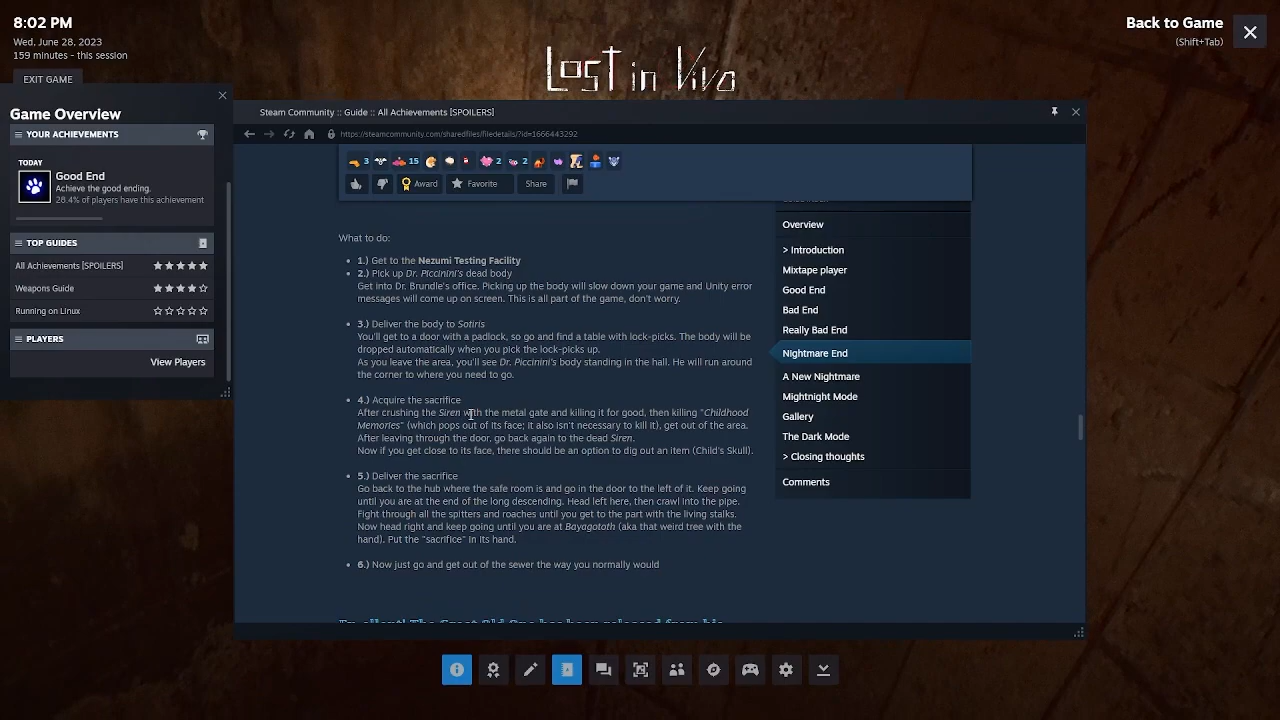 8:02 PM
Wed, June 28, 2023
159 minutes - this session
EXIT GAME
Lost in Vivo
Back to Game
(Shift+Tab)
Game Overview
YOUR ACHIEVEMENTS
TODAY
Good End
Achieve the good ending.
28.4% of players have this achievement
TOP GUIDES
All Achievements [SPOILERS]
Weapons Guide
Running on Linux
PLAYERS
View Players
Steam Community :: Guide :: All Achievements [SPOILERS]
https://steamcommunity.com/sharedfiles/filedetails/?id=1666443292
3 15 2 2
Award Favorite Share
What to do:
1.) Get to the Nezumi Testing Facility
2.) Pick up Dr. Piccinini's dead body
Get into Dr. Brundle's office. Picking up the body will slow down your game and Unity error
messages will come up on screen. This is all part of the game, don't worry.
3.) Deliver the body to Sotiris
You'll get to a door with a padlock, so go and find a table with lock-picks. The body will be
dropped automatically when you pick the lock-picks up.
As you leave the area, you'll see Dr. Piccinini's body standing in the hall. He will run around
the corner to where you need to go.
4.) Acquire the sacrifice
After crushing the Siren with the metal gate and killing it for good, then killing "Childhood
Memories" (which pops out of its face; it also isn't necessary to kill it), get out of the area.
After leaving through the door, go back again to the dead Siren.
Now if you get close to its face, there should be an option to dig out an item (Child's Skull).
5.) Deliver the sacrifice
Go back to the hub where the safe room is and go in the door to the left of it. Keep going
until you are at the end of the long descending. Head left here, then crawl into the pipe.
Fight through all the spitters and roaches until you get to the part with the living stalks.
Now head right and keep going until you are at Bayagototh (aka that weird tree with the
hand). Put the "sacrifice" in its hand.
6.) Now just go and get out of the sewer the way you normally would
Overview
> Introduction
Mixtape player
Good End
Bad End
Really Bad End
Nightmare End
A New Nightmare
Mightnight Mode
Gallery
The Dark Mode
> Closing thoughts
Comments